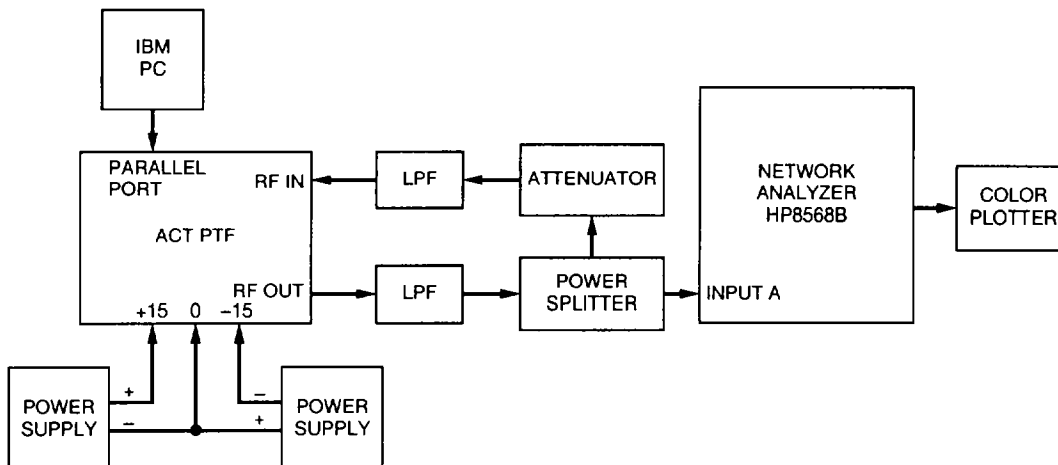 IBM
PC
PARALLEL
PORT
RF IN
ACT PTF
RF OUT
+15 0 −15
LPF
ATTENUATOR
LPF
POWER
SPLITTER
NETWORK
ANALYZER
HP8568B
INPUT A
COLOR
PLOTTER
POWER
SUPPLY
+
−
−
+
POWER
SUPPLY